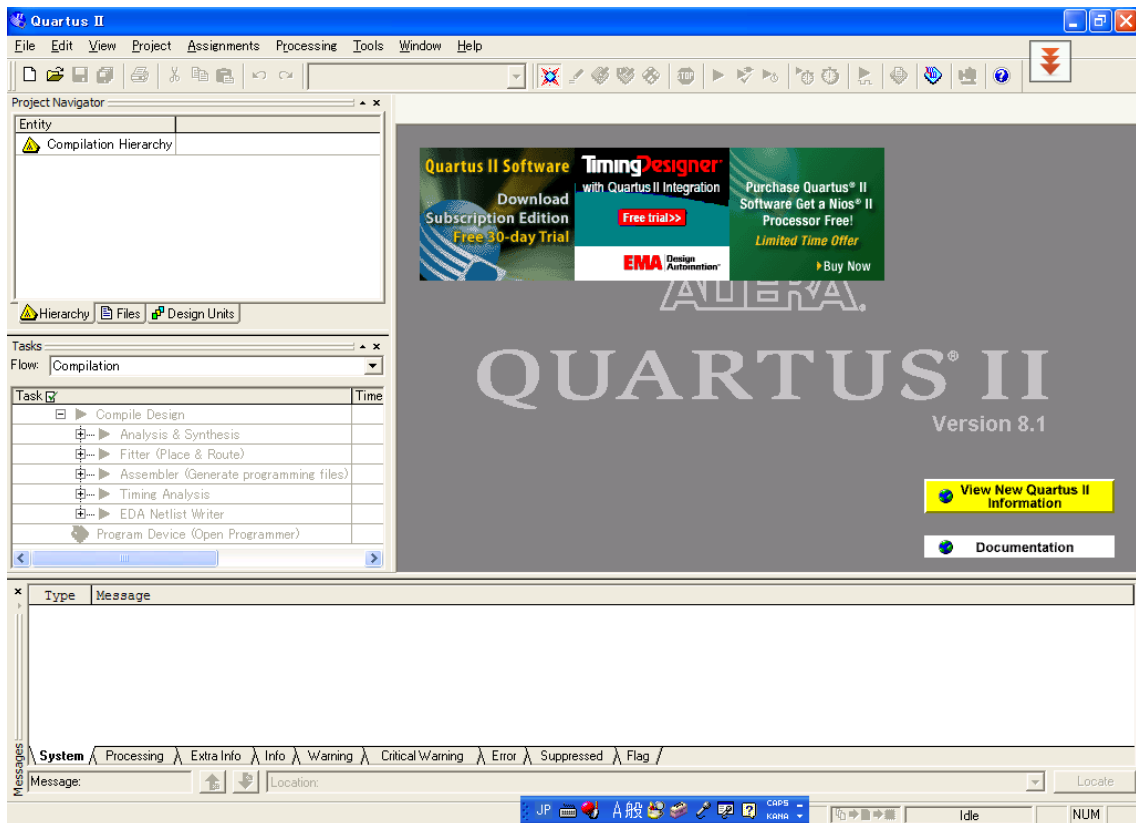 Quartus II
File Edit View Project Assignments Processing Tools Window Help
Project Navigator
Entity
Compilation Hierarchy
Hierarchy Files Design Units
Tasks
Flow: Compilation
Task Time
Compile Design
Analysis & Synthesis
Fitter (Place & Route)
Assembler (Generate programming files)
Timing Analysis
EDA Netlist Writer
Program Device (Open Programmer)
Quartus II Software
Download
Subscription Edition
Free 30-day Trial
TimingDesigner
with Quartus II Integration
Free trial>>
EMA Design Automation
Purchase Quartus® II
Software Get a Nios® II
Processor Free!
Limited Time Offer
Buy Now
ALTERA.
QUARTUS® II
Version 8.1
View New Quartus II
Information
Documentation
Type Message
System Processing Extra Info Info Warning Critical Warning Error Suppressed Flag
Messages
Message: Location: Locate
JP A般 CAPS KANA
Idle NUM